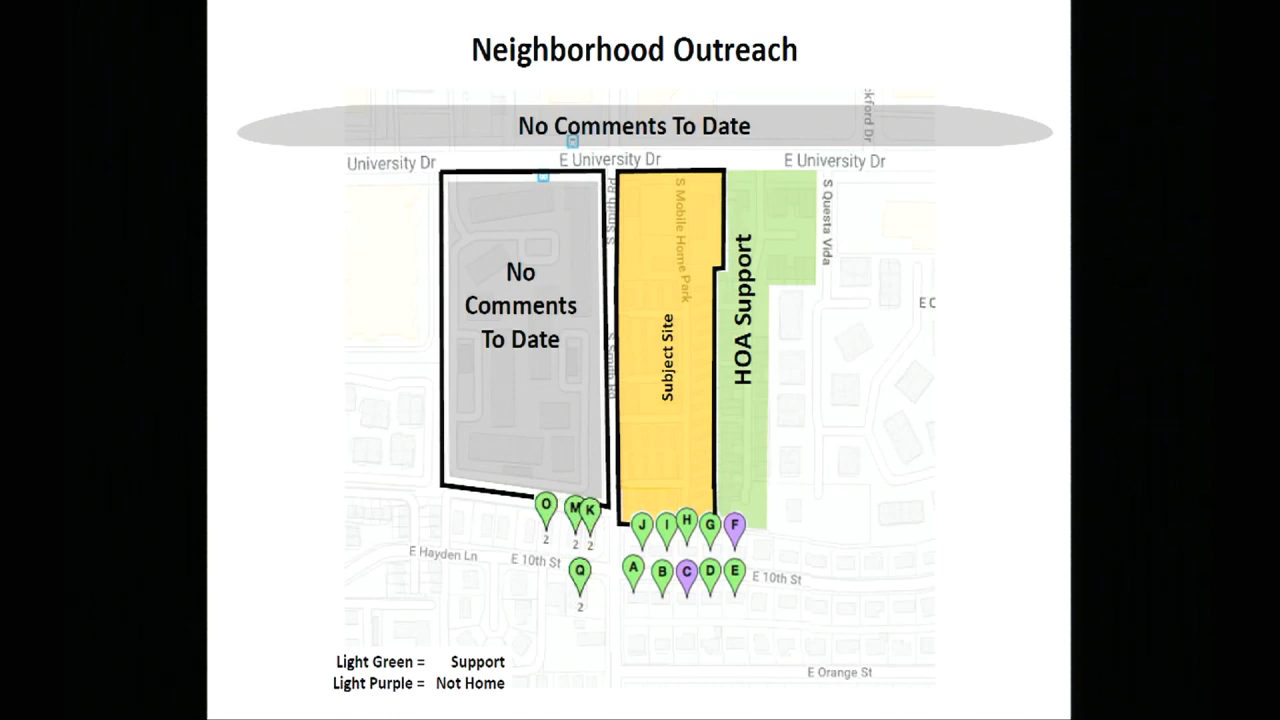 Neighborhood Outreach
kford Dr
No Comments To Date
University Dr
E University Dr
E University Dr
S Smith Rd
S Mobile Home Park
S Questa Vida
No
Comments
To Date
Subject Site
HOA Support
E C
O
M
K
J
I
H
G
F
2
2
2
E Hayden Ln
E 10th St
Q
A
B
C
D
E
E 10th St
2
Light Green = Support
Light Purple = Not Home
E Orange St